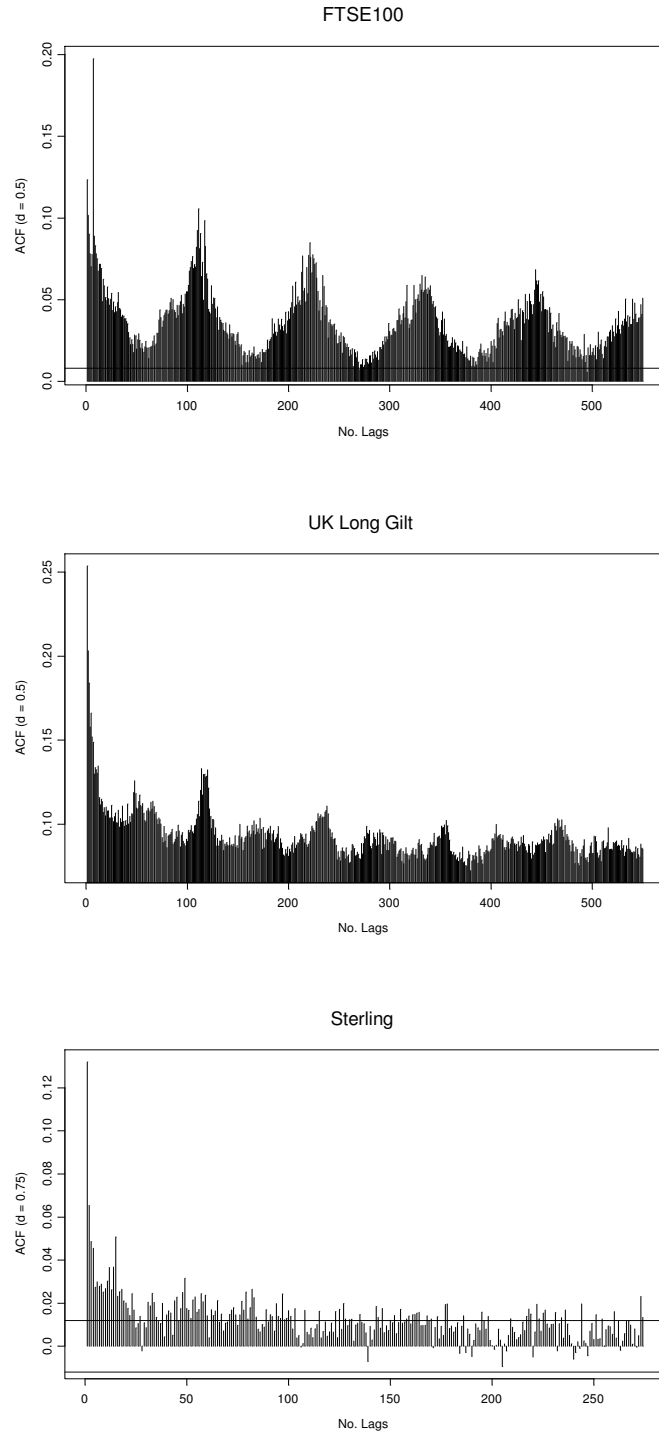 FTSE100
ACF (d = 0.5)
0.20
0.15
0.10
0.05
0.0
0 100 200 300 400 500
No. Lags
UK Long Gilt
ACF (d = 0.5)
0.25
0.20
0.15
0.10
0 100 200 300 400 500
No. Lags
Sterling
ACF (d = 0.75)
0.12
0.10
0.08
0.06
0.04
0.02
0.0
0 50 100 150 200 250
No. Lags